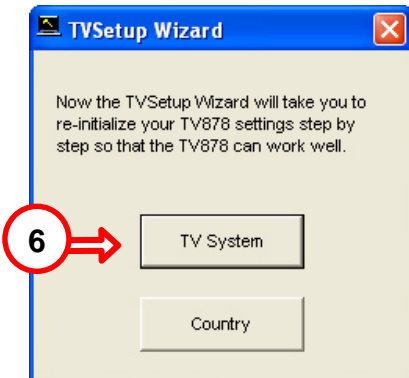 TVSetup Wizard
Now the TVSetup Wizard will take you to
re-initialize your TV878 settings step by
step so that the TV878 can work well.
6
TV System
Country